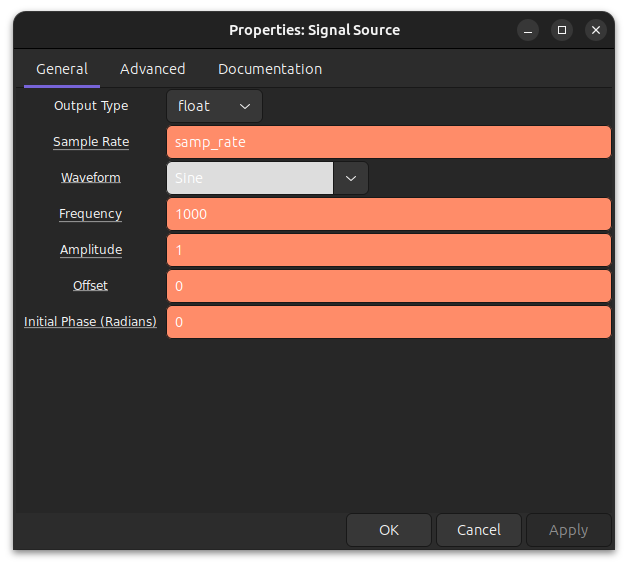 Properties: Signal Source
General Advanced Documentation
Output Type float
Sample Rate samp_rate
Waveform Sine
Frequency 1000
Amplitude 1
Offset 0
Initial Phase (Radians) 0
OK Cancel Apply